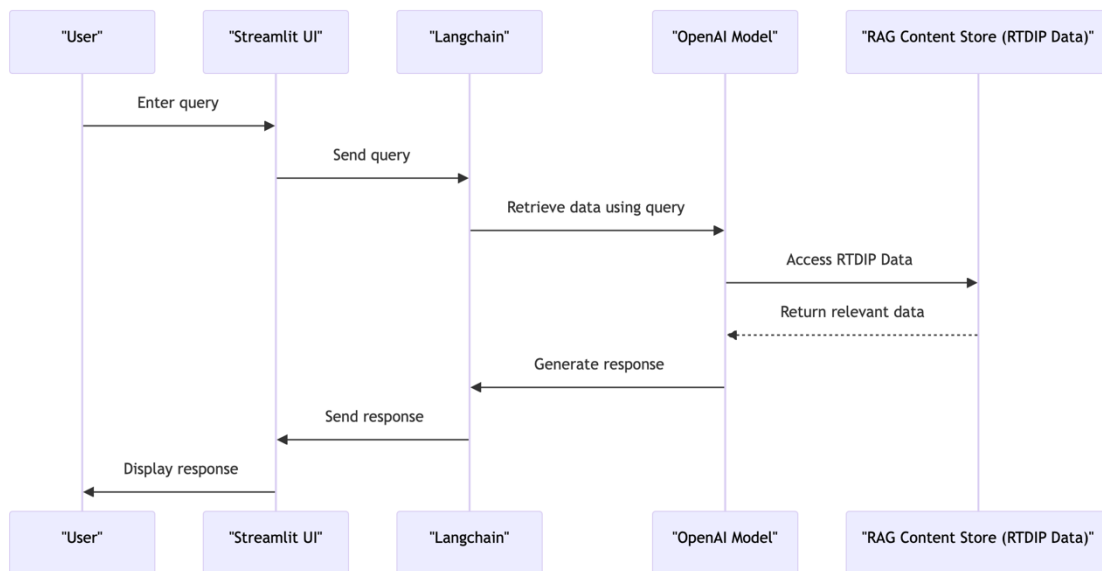 "User"
"Streamlit UI"
"Langchain"
"OpenAI Model"
"RAG Content Store (RTDIP Data)"
Enter query
Send query
Retrieve data using query
Access RTDIP Data
Return relevant data
Generate response
Send response
Display response
"User"
"Streamlit UI"
"Langchain"
"OpenAI Model"
"RAG Content Store (RTDIP Data)"